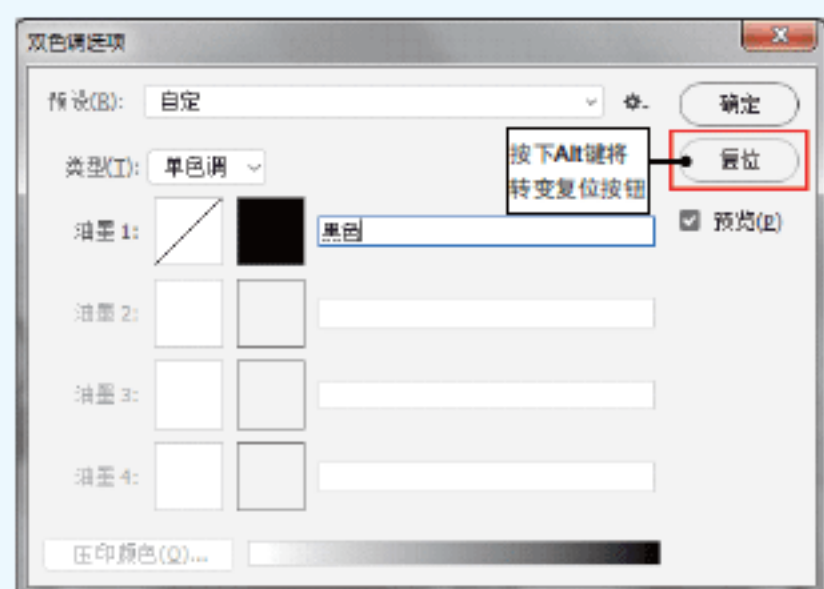 双色调选项
预设(R): 自定
确定
类型(T): 单色调
按下Alt键将
转变复位按钮
复位
油墨 1: 黑色
预览(P)
油墨 2:
油墨 3:
油墨 4:
压印颜色(O)...